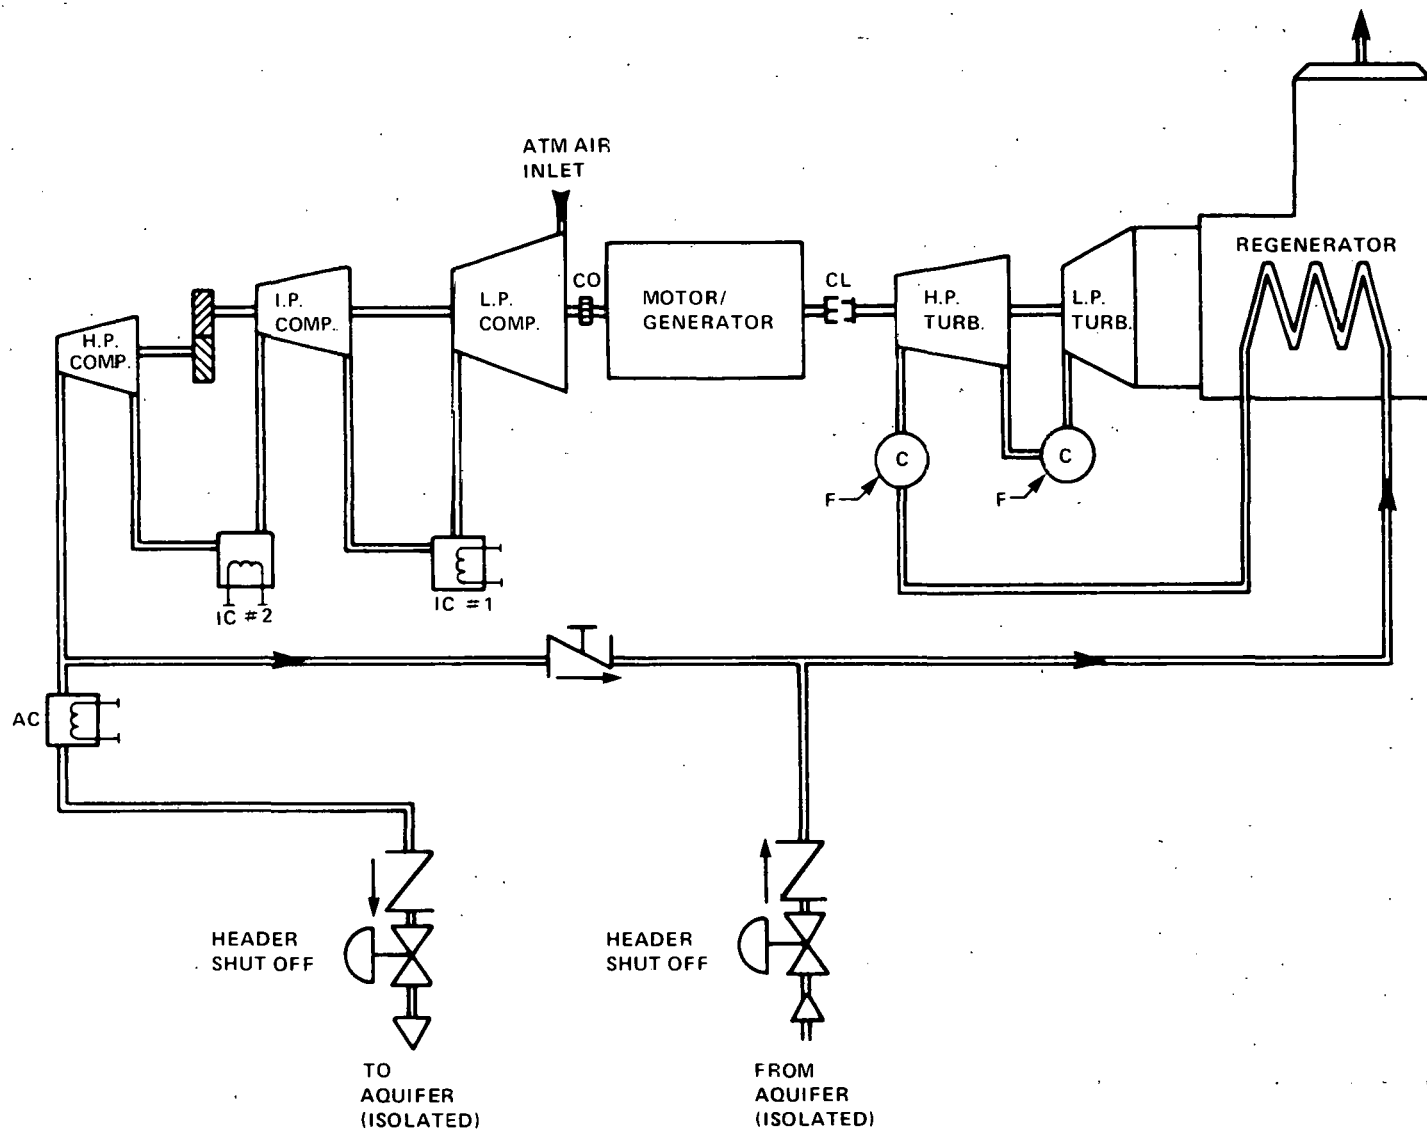 ATM AIR
INLET
REGENERATOR
CO
CL
I.P.
COMP.
L.P.
COMP.
MOTOR/
GENERATOR
H.P.
TURB.
L.P.
TURB.
H.P.
COMP.
C
C
F
F
IC #2
IC #1
AC
HEADER
SHUT OFF
HEADER
SHUT OFF
TO
AQUIFER
(ISOLATED)
FROM
AQUIFER
(ISOLATED)